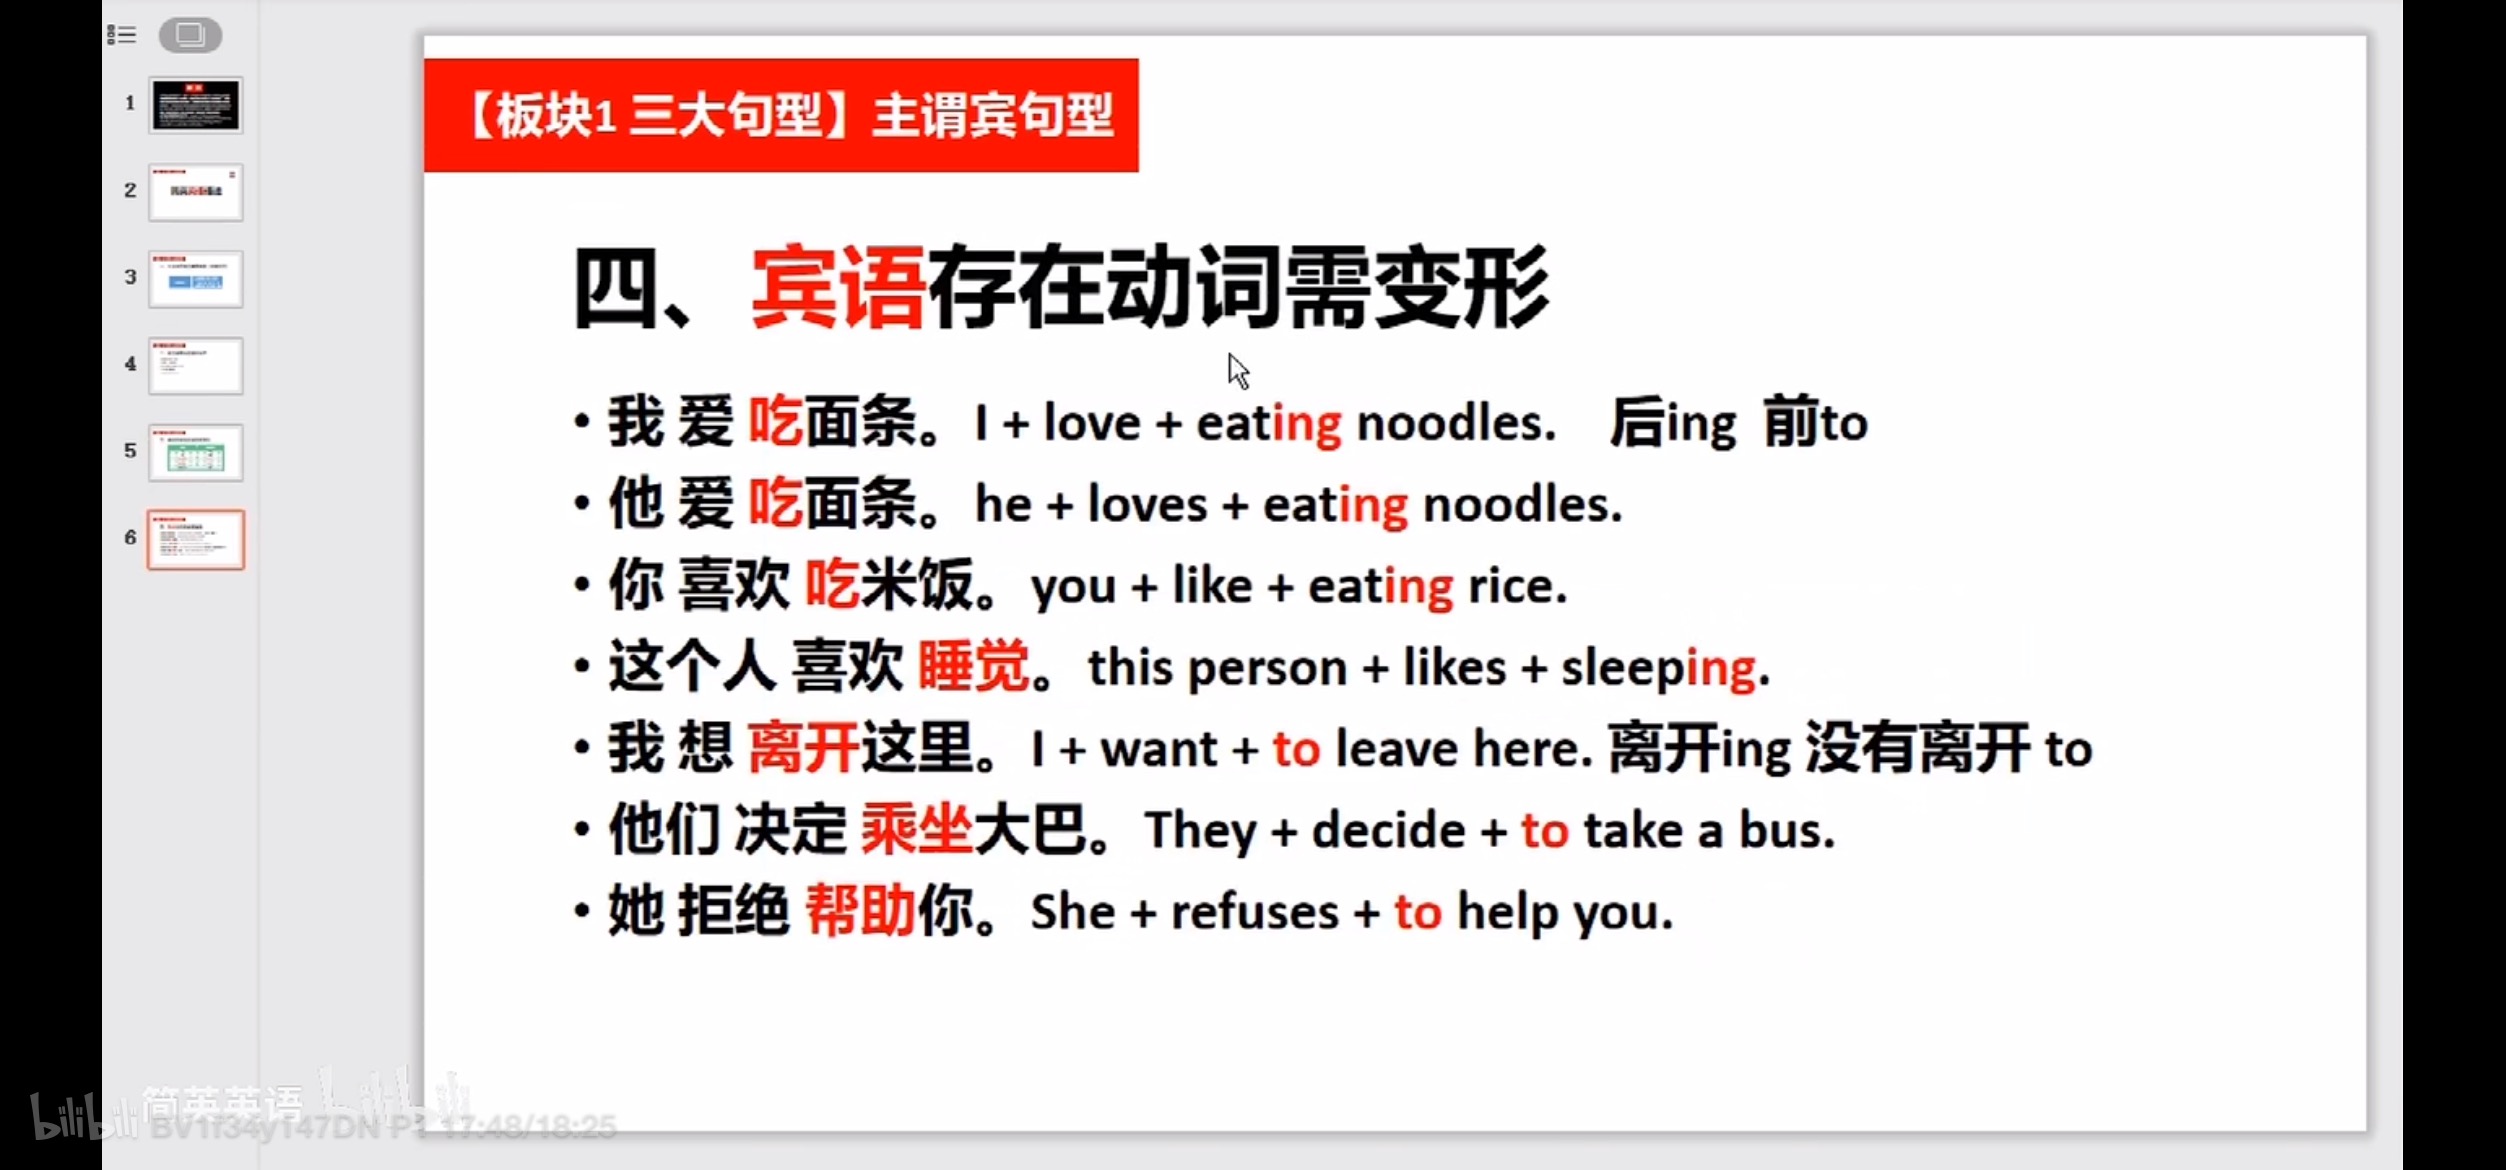 【板块1 三大句型】主谓宾句型
1
2
3
4
5
6
四、宾语存在动词需变形
• 我 爱 吃面条。I + love + eating noodles. 后ing 前to
• 他 爱 吃面条。he + loves + eating noodles.
• 你 喜欢 吃米饭。you + like + eating rice.
• 这个人 喜欢 睡觉。this person + likes + sleeping.
• 我 想 离开这里。I + want + to leave here. 离开ing 没有离开 to
• 他们 决定 乘坐大巴。They + decide + to take a bus.
• 她 拒绝 帮助你。She + refuses + to help you.
bilibili 简英英语 bilibili
BV1f34y147DN P1 17:48/18:25